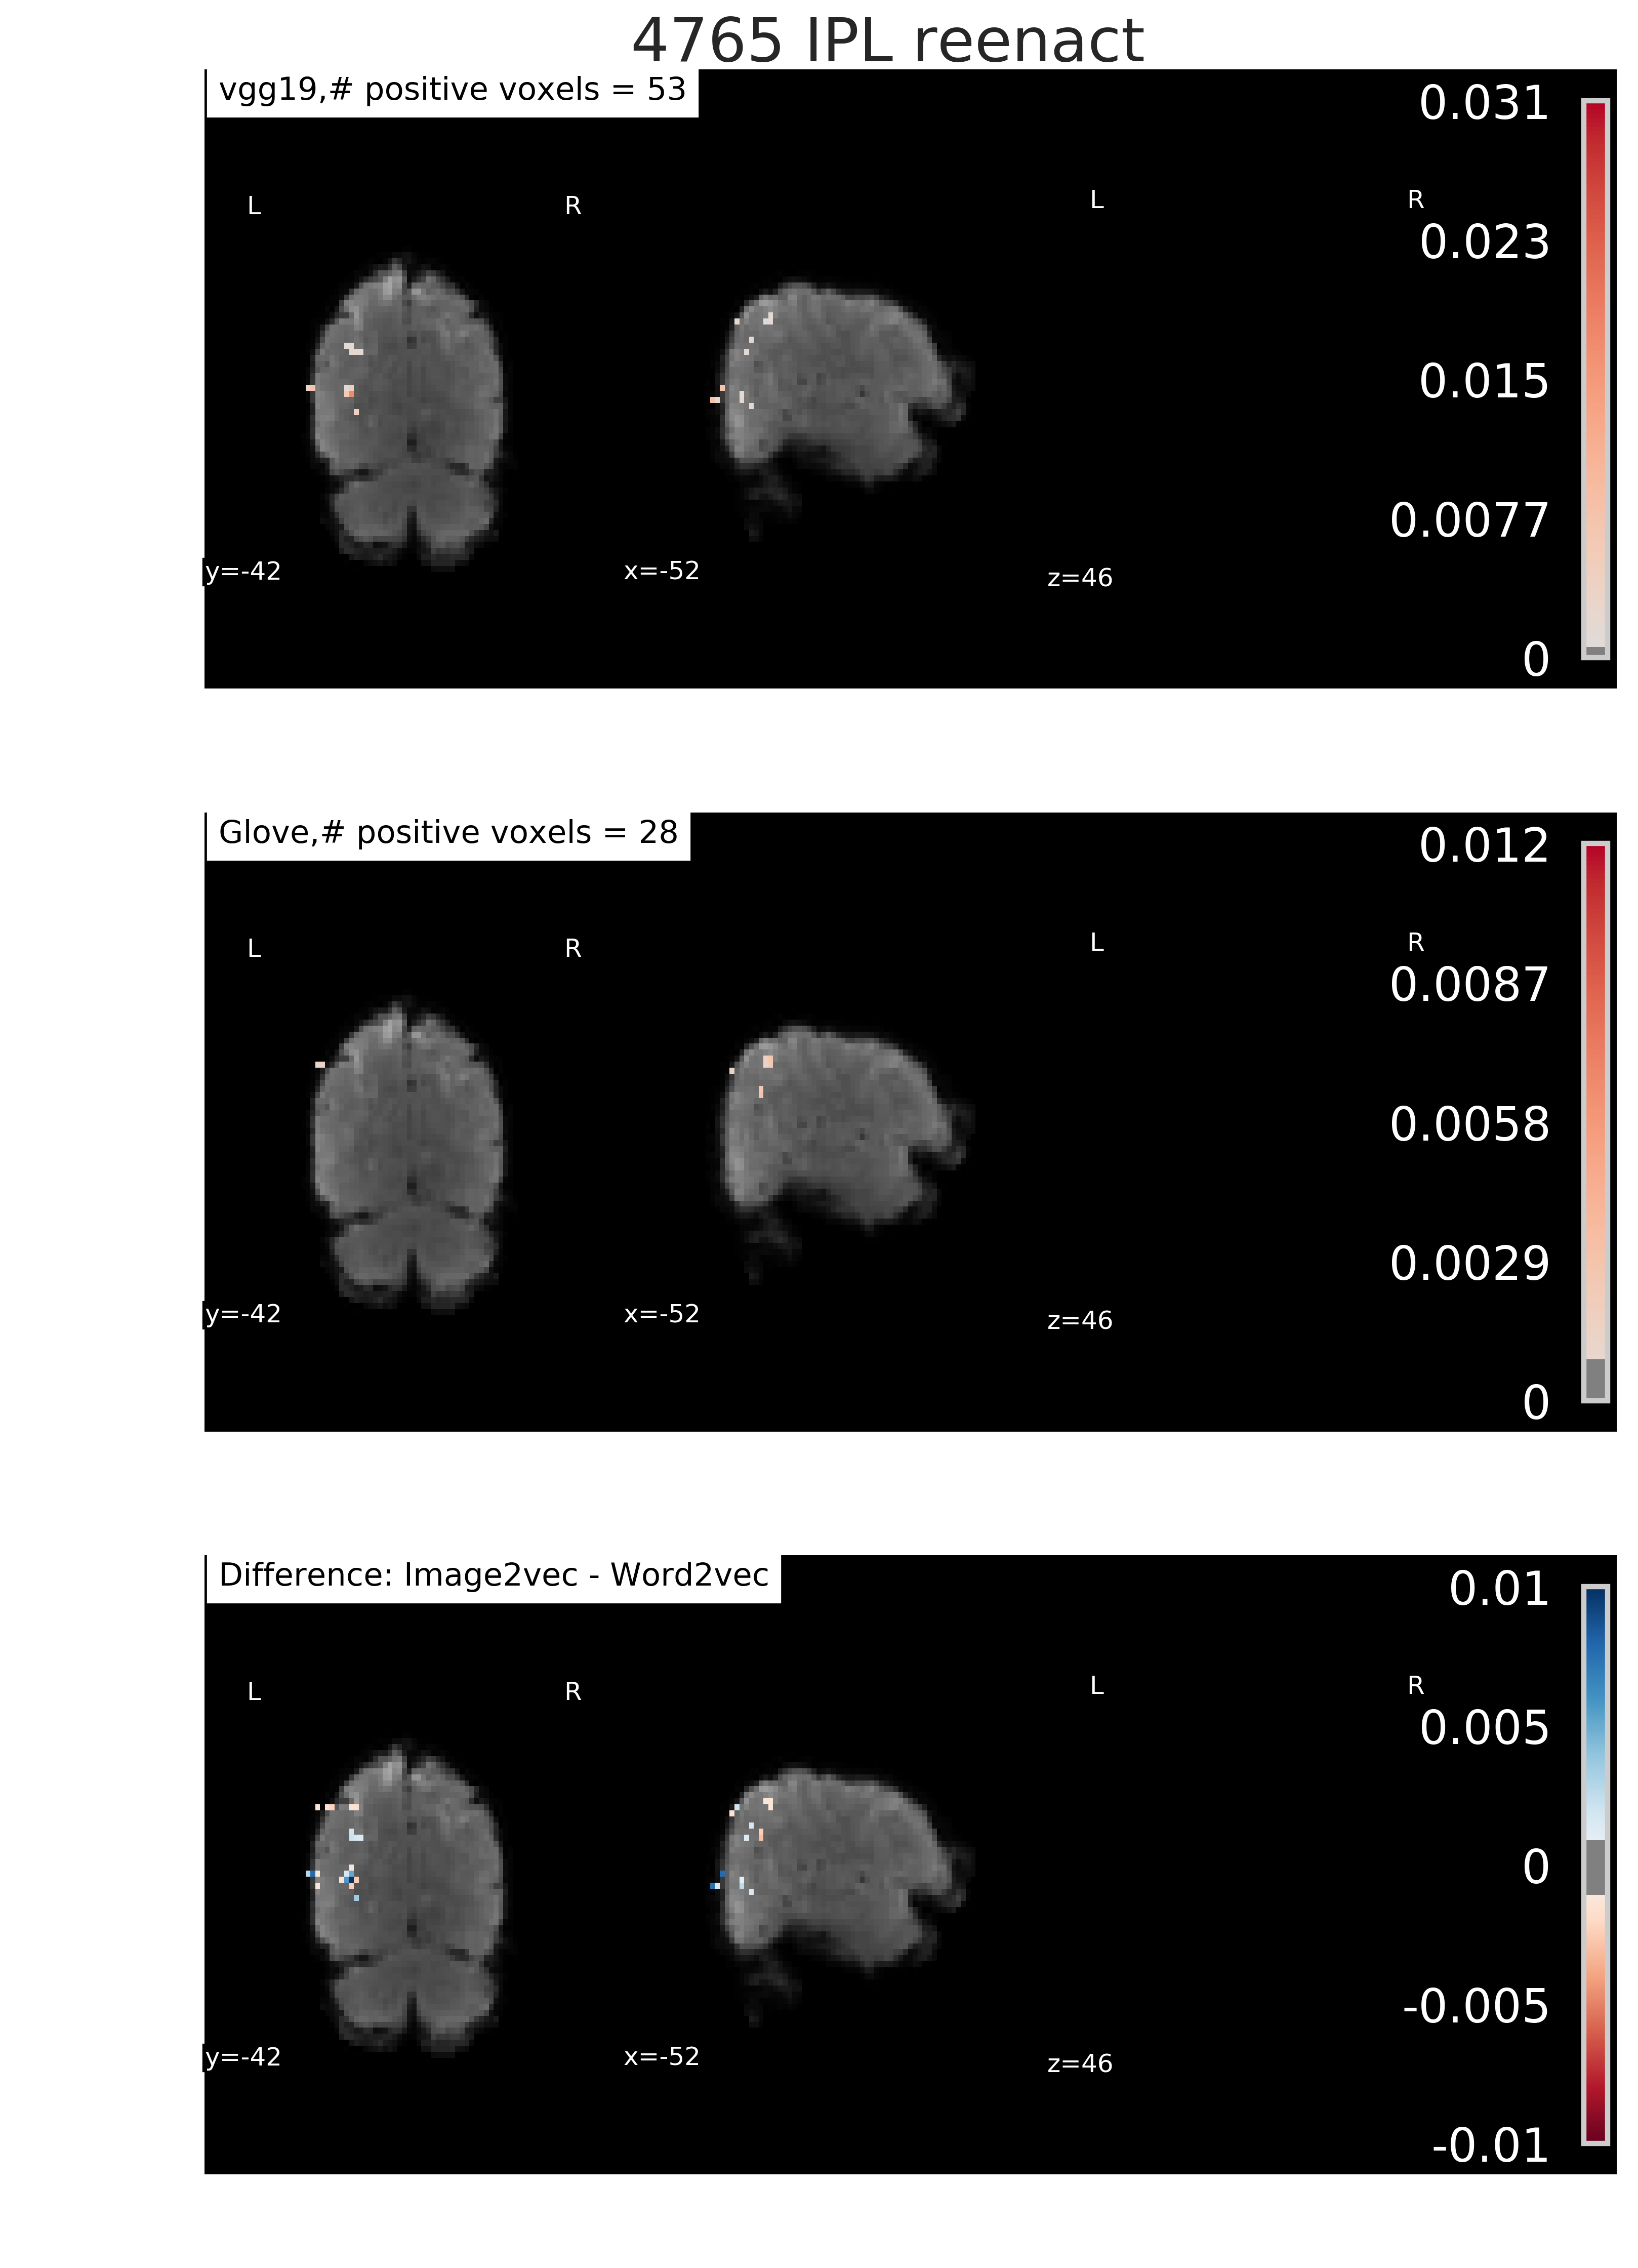 4765 IPL reenact
vgg19,# positive voxels = 53
0.031
L R L R
0.023
0.015
0.0077
y=-42 x=-52 z=46
0
Glove,# positive voxels = 28
0.012
L R L R
0.0087
0.0058
0.0029
y=-42 x=-52 z=46
0
Difference: Image2vec - Word2vec
0.01
L R L R
0.005
0
-0.005
y=-42 x=-52 z=46
-0.01